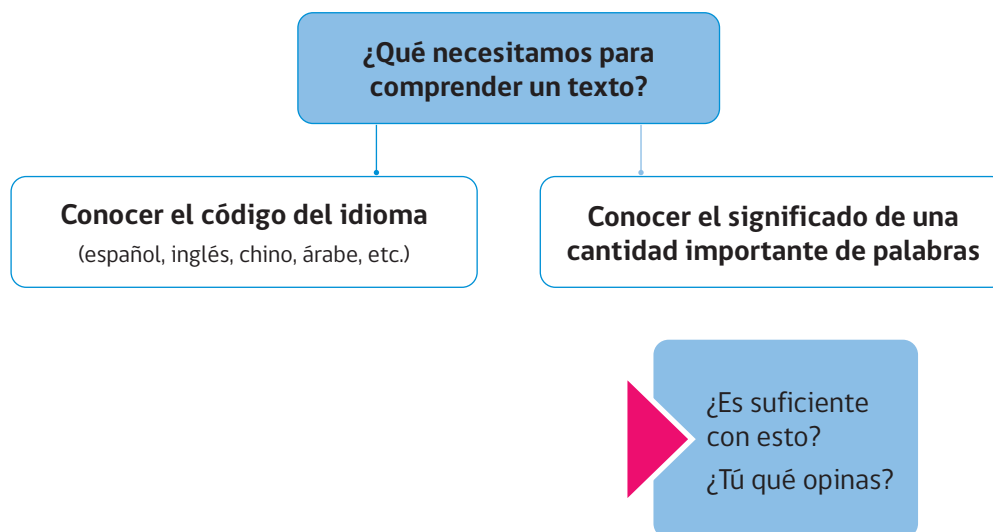 ¿Qué necesitamos para
comprender un texto?
Conocer el código del idioma
(español, inglés, chino, árabe, etc.)
Conocer el significado de una
cantidad importante de palabras
¿Es suficiente
con esto?
¿Tú qué opinas?